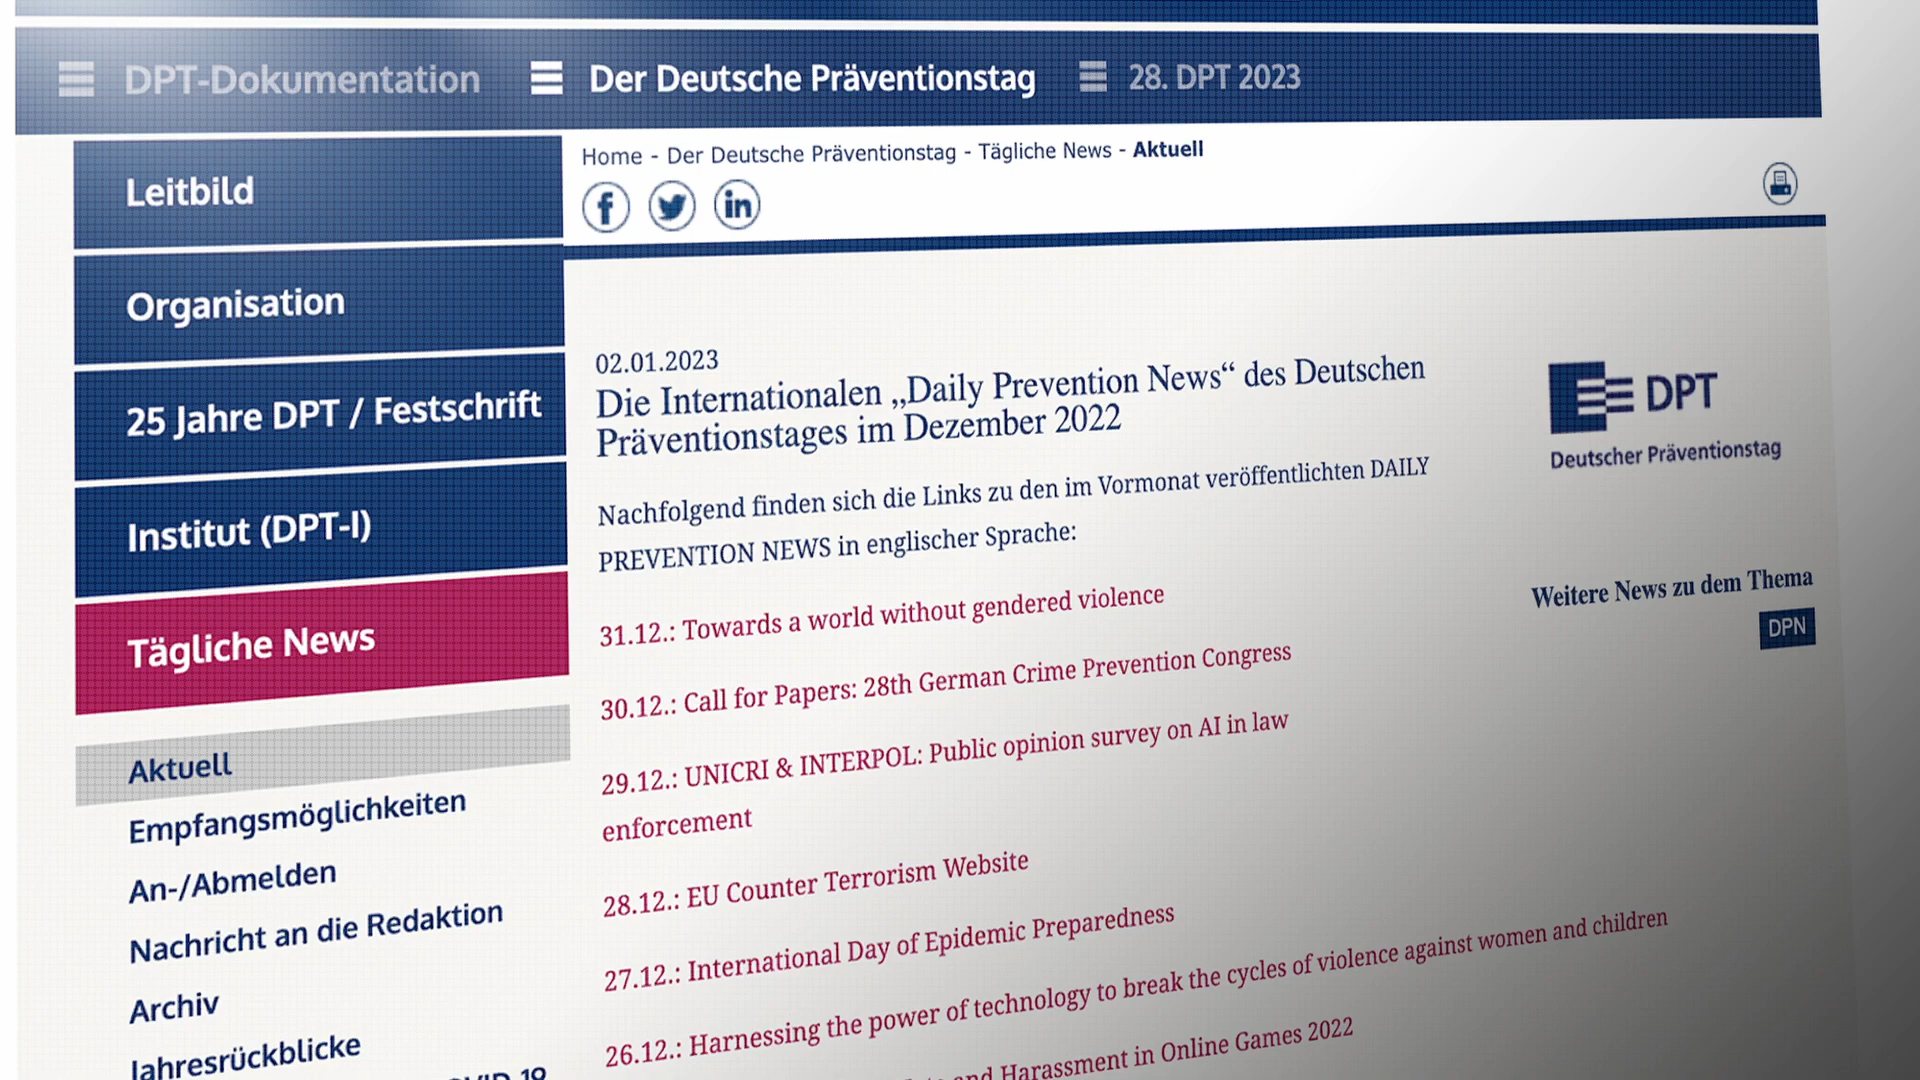 DPT-Dokumentation
Der Deutsche Präventionstag
28. DPT 2023
Leitbild
Organisation
25 Jahre DPT / Festschrift
Institut (DPT-I)
Tägliche News
Aktuell
Empfangsmöglichkeiten
An-/Abmelden
Nachricht an die Redaktion
Archiv
Jahresrückblicke
Home - Der Deutsche Präventionstag - Tägliche News - Aktuell
02.01.2023
Die Internationalen „Daily Prevention News“ des Deutschen
Präventionstages im Dezember 2022
Nachfolgend finden sich die Links zu den im Vormonat veröffentlichten DAILY
PREVENTION NEWS in englischer Sprache:
31.12.: Towards a world without gendered violence
30.12.: Call for Papers: 28th German Crime Prevention Congress
29.12.: UNICRI & INTERPOL: Public opinion survey on AI in law
enforcement
28.12.: EU Counter Terrorism Website
27.12.: International Day of Epidemic Preparedness
26.12.: Harnessing the power of technology to break the cycles of violence against women and children
and Harassment in Online Games 2022
DPT
Deutscher Präventionstag
Weitere News zu dem Thema
DPN